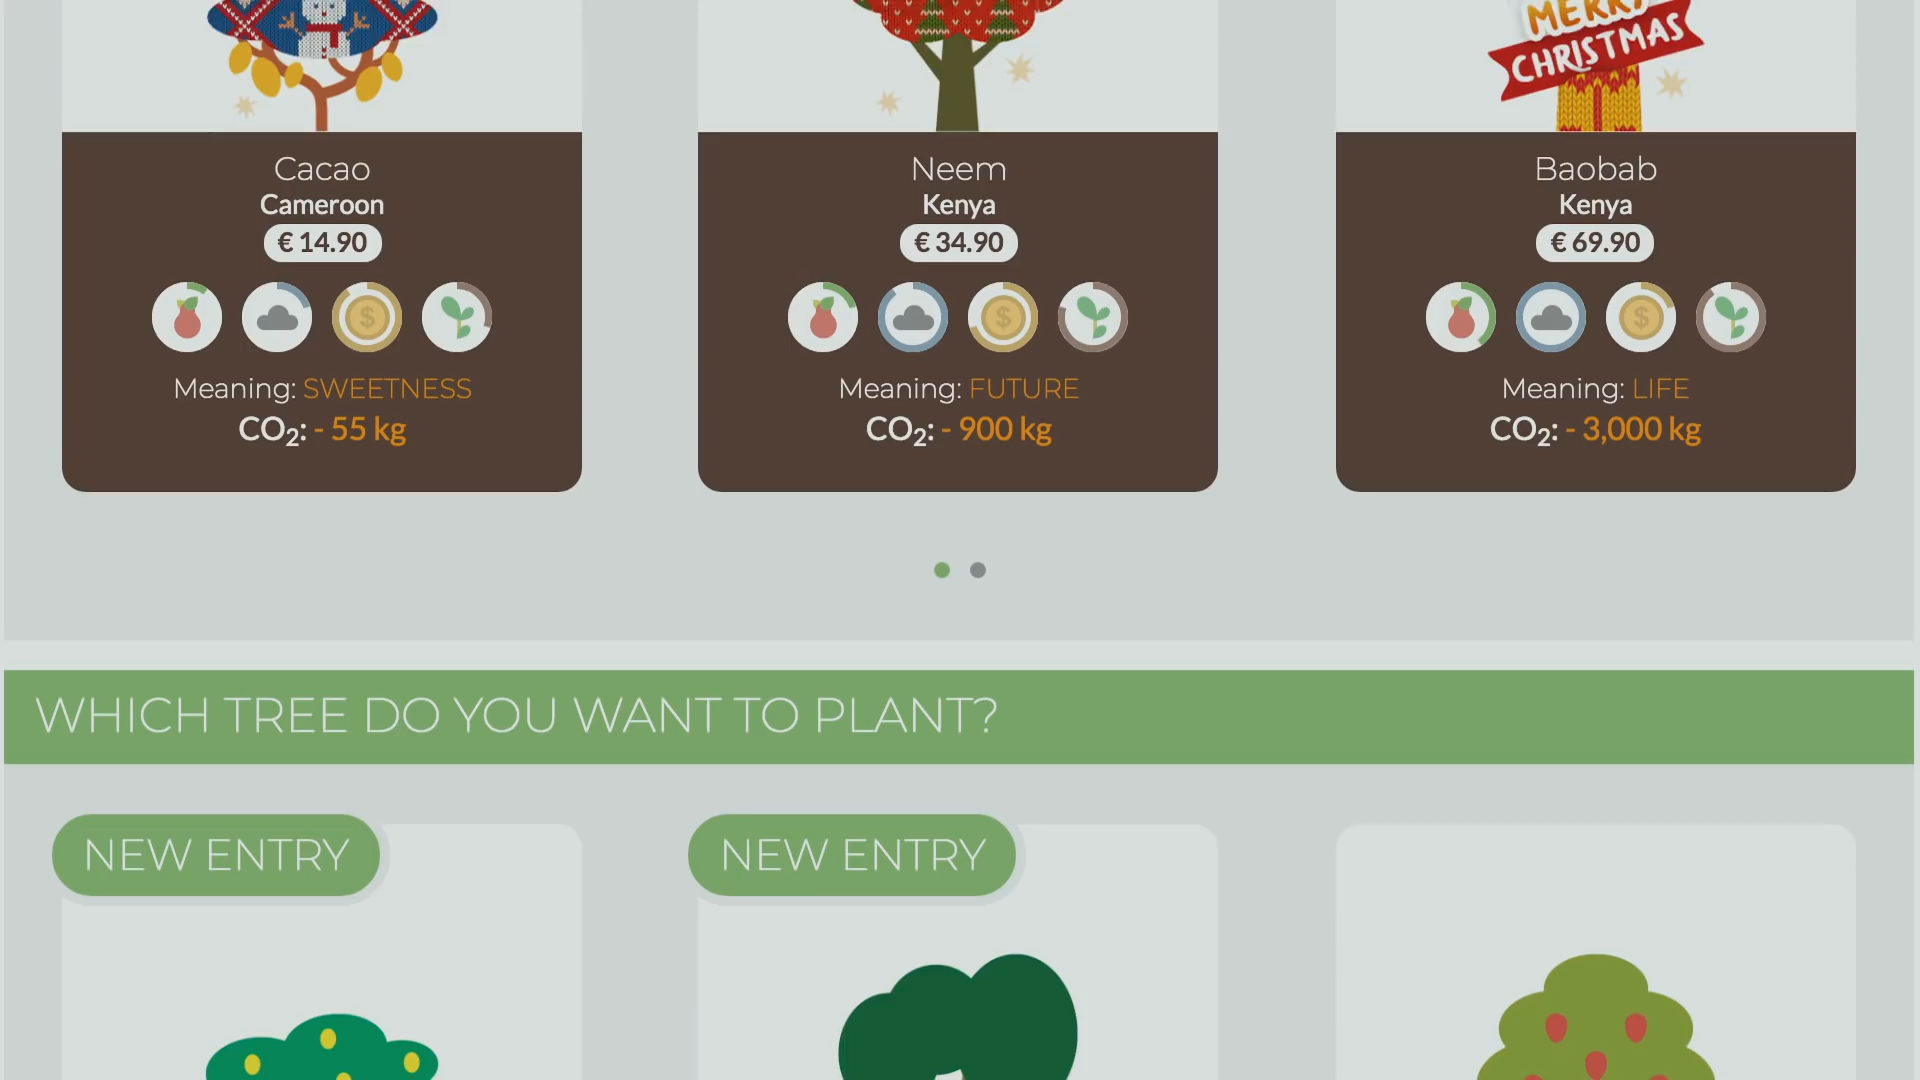 MERRY
CHRISTMAS
Cacao
Cameroon
€ 14.90
$
Meaning: SWEETNESS
CO2: - 55 kg
Neem
Kenya
€ 34.90
$
Meaning: FUTURE
CO2: - 900 kg
Baobab
Kenya
€ 69.90
$
Meaning: LIFE
CO2: - 3,000 kg
WHICH TREE DO YOU WANT TO PLANT?
NEW ENTRY
NEW ENTRY